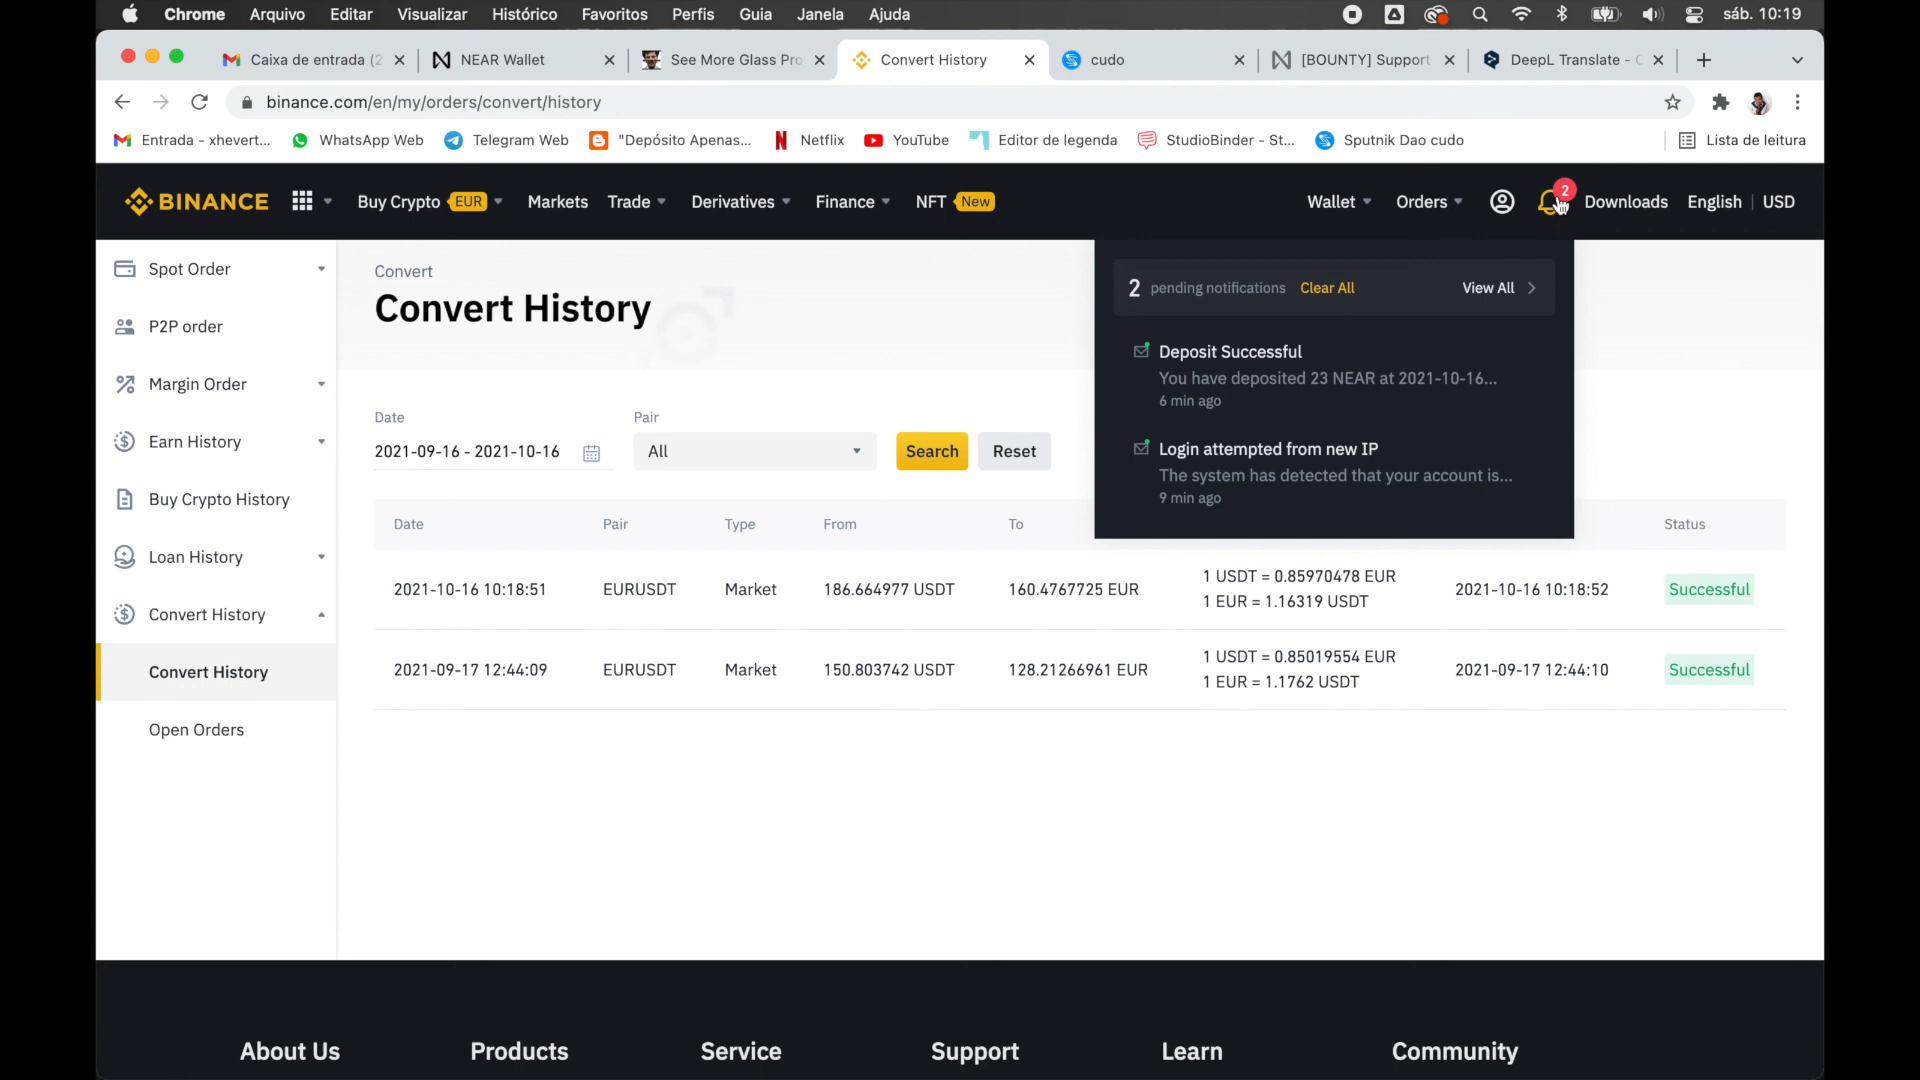 Chrome Arquivo Editar Visualizar Histórico Favoritos Perfis Guia Janela Ajuda sáb. 10:19
Caixa de entrada (2 NEAR Wallet See More Glass Pro Convert History cudo [BOUNTY] Support DeepL Translate -
binance.com/en/my/orders/convert/history
Entrada - xhevert... WhatsApp Web Telegram Web "Depósito Apenas... Netflix YouTube Editor de legenda StudioBinder - St... Sputnik Dao cudo Lista de leitura
BINANCE Buy Crypto EUR Markets Trade Derivatives Finance NFT New Wallet Orders 2 Downloads English USD
Spot Order
P2P order
Margin Order
Earn History
Buy Crypto History
Loan History
Convert History
Convert History
Open Orders
Convert
Convert History
2 pending notifications Clear All View All
Deposit Successful
You have deposited 23 NEAR at 2021-10-16...
6 min ago
Login attempted from new IP
The system has detected that your account is...
9 min ago
Date Pair
2021-09-16 - 2021-10-16 All Search Reset
Date Pair Type From To Status
2021-10-16 10:18:51 EURUSDT Market 186.664977 USDT 160.4767725 EUR 1 USDT = 0.85970478 EUR 2021-10-16 10:18:52 Successful
1 EUR = 1.16319 USDT
2021-09-17 12:44:09 EURUSDT Market 150.803742 USDT 128.21266961 EUR 1 USDT = 0.85019554 EUR 2021-09-17 12:44:10 Successful
1 EUR = 1.1762 USDT
About Us Products Service Support Learn Community